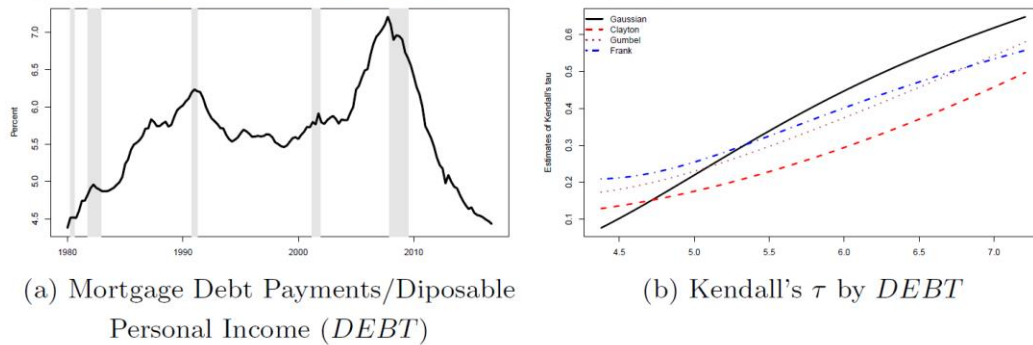 Percent
7.0
6.5
6.0
5.5
5.0
4.5
1980
1990
2000
2010
(a) Mortgage Debt Payments/Diposable
Personal Income (DEBT)
Estimates of Kendall's tau
0.6
0.5
0.4
0.3
0.2
0.1
Gaussian
Clayton
Gumbel
Frank
4.5
5.0
5.5
6.0
6.5
7.0
(b) Kendall's τ by DEBT